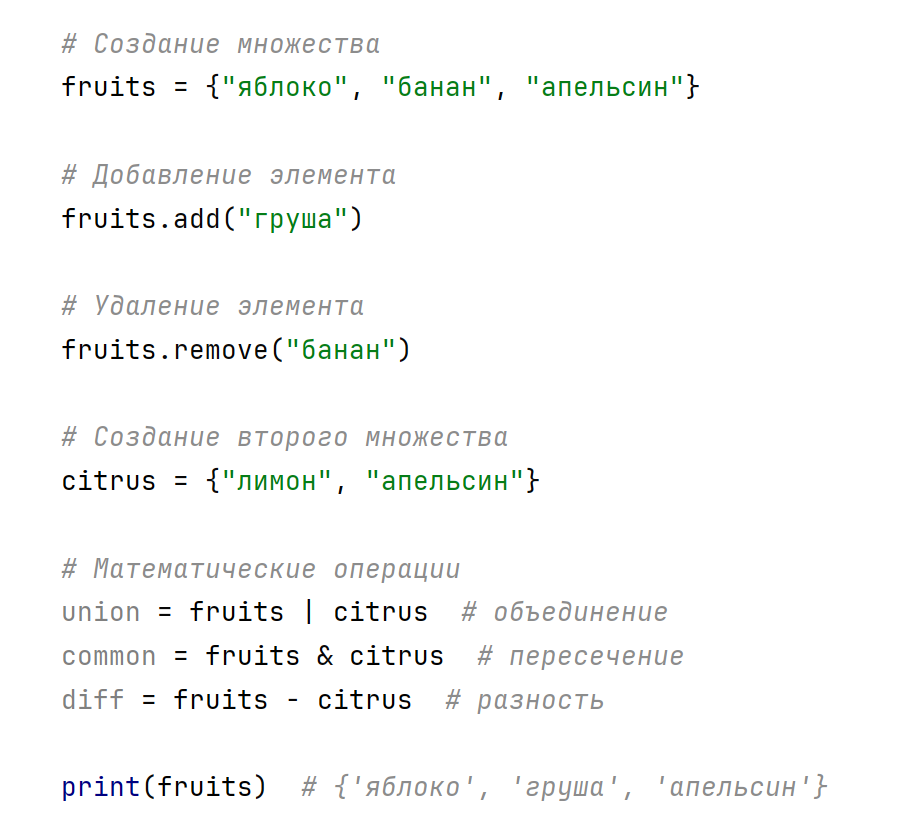 # Создание множества
fruits = {"яблоко", "банан", "апельсин"}
# Добавление элемента
fruits.add("груша")
# Удаление элемента
fruits.remove("банан")
# Создание второго множества
citrus = {"лимон", "апельсин"}
# Математические операции
union = fruits | citrus  # объединение
common = fruits & citrus  # пересечение
diff = fruits - citrus  # разность
print(fruits)  # {'яблоко', 'груша', 'апельсин'}